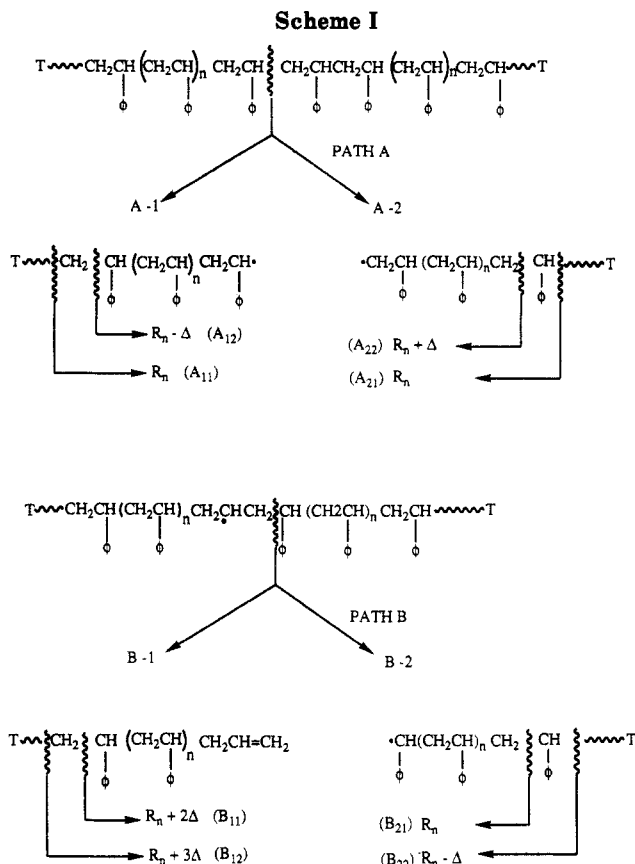 Scheme I
T CH₂CH(CH₂CH)ₙ CH₂CH CH₂CHCH₂CH (CH₂CH)ₙCH₂CH T
ϕ ϕ ϕ ϕ ϕ ϕ ϕ
PATH A
A -1 A -2
T CH₂ CH (CH₂CH)ₙ CH₂CH• •CH₂CH (CH₂CH)ₙCH₂ CH T
ϕ ϕ ϕ ϕ ϕ ϕ
Rₙ - Δ (A₁₂) (A₂₂) Rₙ + Δ
Rₙ (A₁₁) (A₂₁) Rₙ
T CH₂CH(CH₂CH)ₙ CH₂CHCH₂ CH (CH2CH)ₙ CH₂CH T
•
ϕ ϕ ϕ ϕ ϕ
PATH B
B -1 B -2
T CH₂ CH (CH₂CH)ₙ CH₂CH=CH₂ •CH(CH₂CH)ₙ CH₂ CH T
ϕ ϕ ϕ ϕ ϕ
Rₙ + 2Δ (B₁₁) (B₂₁) Rₙ
Rₙ + 3Δ (B₁₂) (B₂₂) Rₙ - Δ